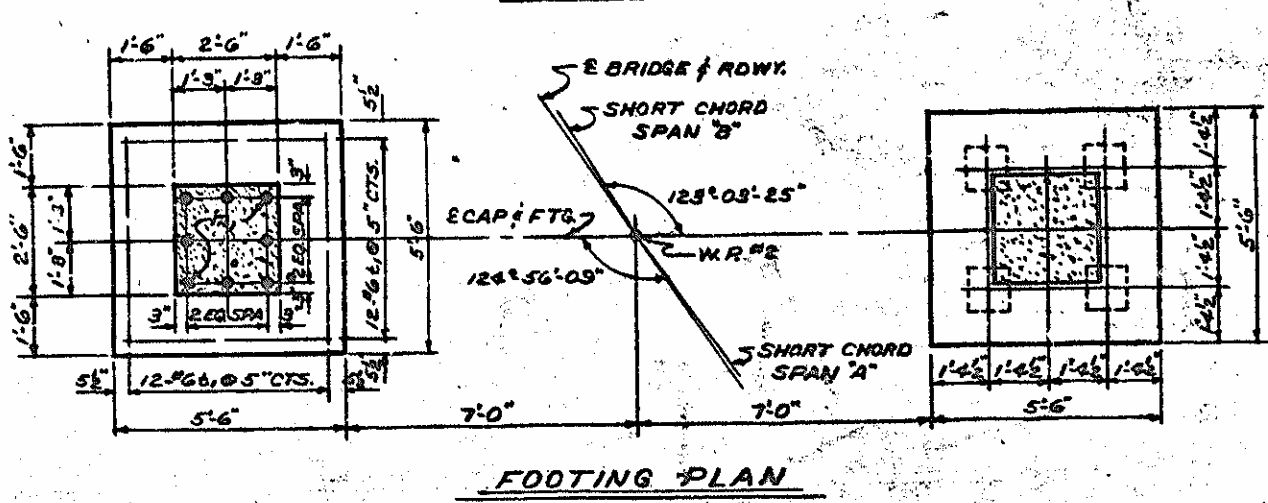 1'-6" 2'-6" 1'-6"
1'-3" 1'-3"
5½"
1'-6"
2'-6"
1'-6"
1'-3"
1'-3"
3"
2 EQ. SPA.
3"
3" 2 EQ. SPA. 3"
12-#6 t₁ @ 5" CTS.
5'-6"
5½" 12-#6 t₁ @ 5" CTS. 5½"
5½"
5'-6"
7'-0"
7'-0"
℄ BRIDGE & RDWY.
SHORT CHORD
SPAN "B"
123°-03'-25"
℄ CAP & FTG.
W.P. #2
124°-56'-09"
SHORT CHORD
SPAN "A"
1'-4½"
1'-4½"
1'-4½"
1'-4½"
5'-6"
1'-4½" 1'-4½" 1'-4½" 1'-4½"
5'-6"
FOOTING PLAN